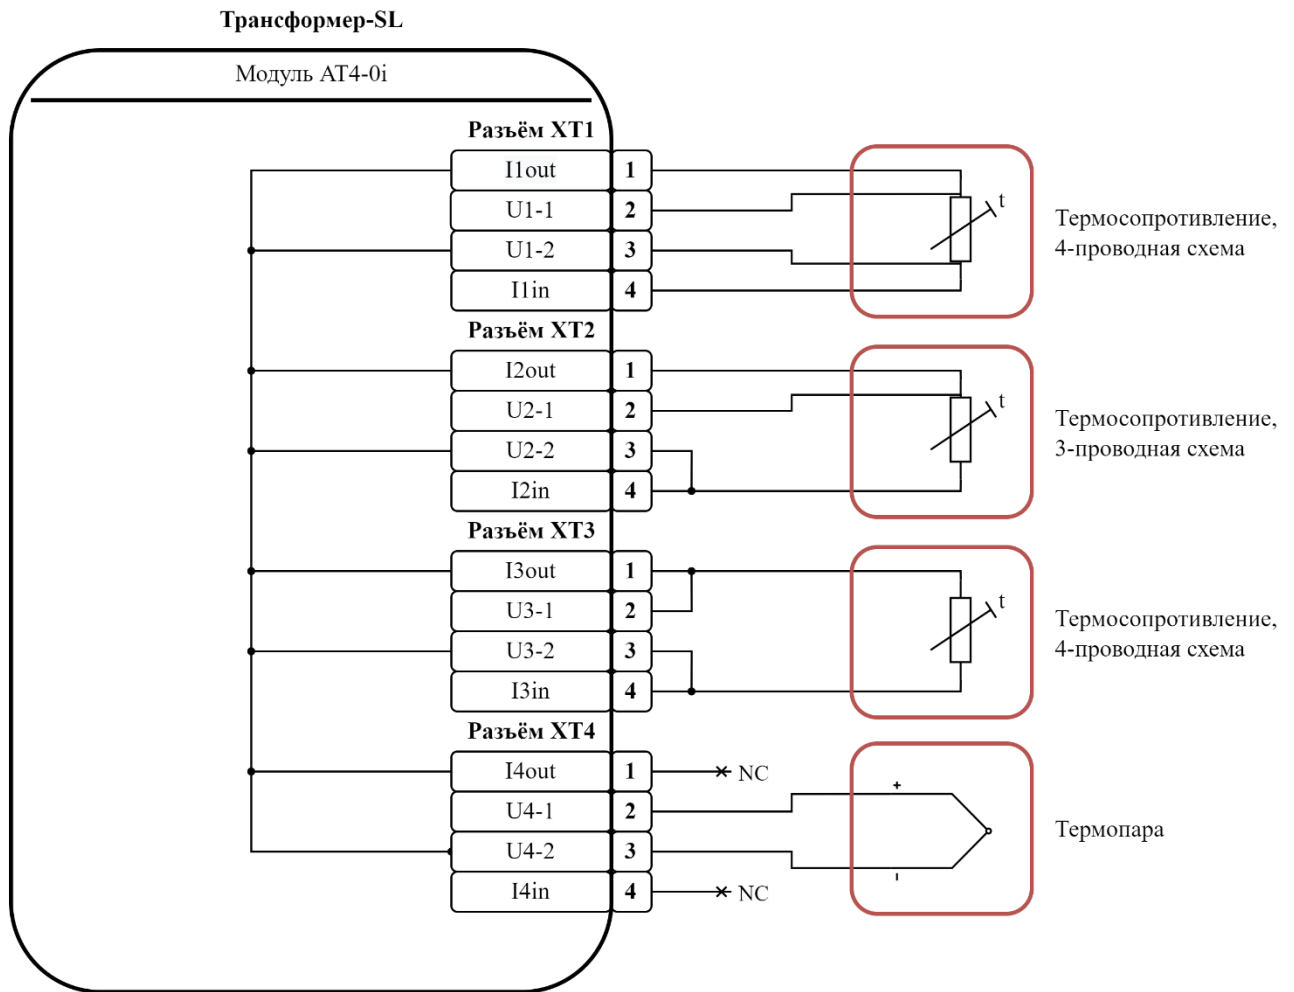 Трансформер-SL
Модуль AT4-0i
Разъём XT1
I1out 1
U1-1 2
U1-2 3
I1in 4
t
Термосопротивление,
4-проводная схема
Разъём XT2
I2out 1
U2-1 2
U2-2 3
I2in 4
t
Термосопротивление,
3-проводная схема
Разъём XT3
I3out 1
U3-1 2
U3-2 3
I3in 4
t
Термосопротивление,
4-проводная схема
Разъём XT4
I4out 1 NC
U4-1 2
U4-2 3
I4in 4 NC
+
-
Термопара